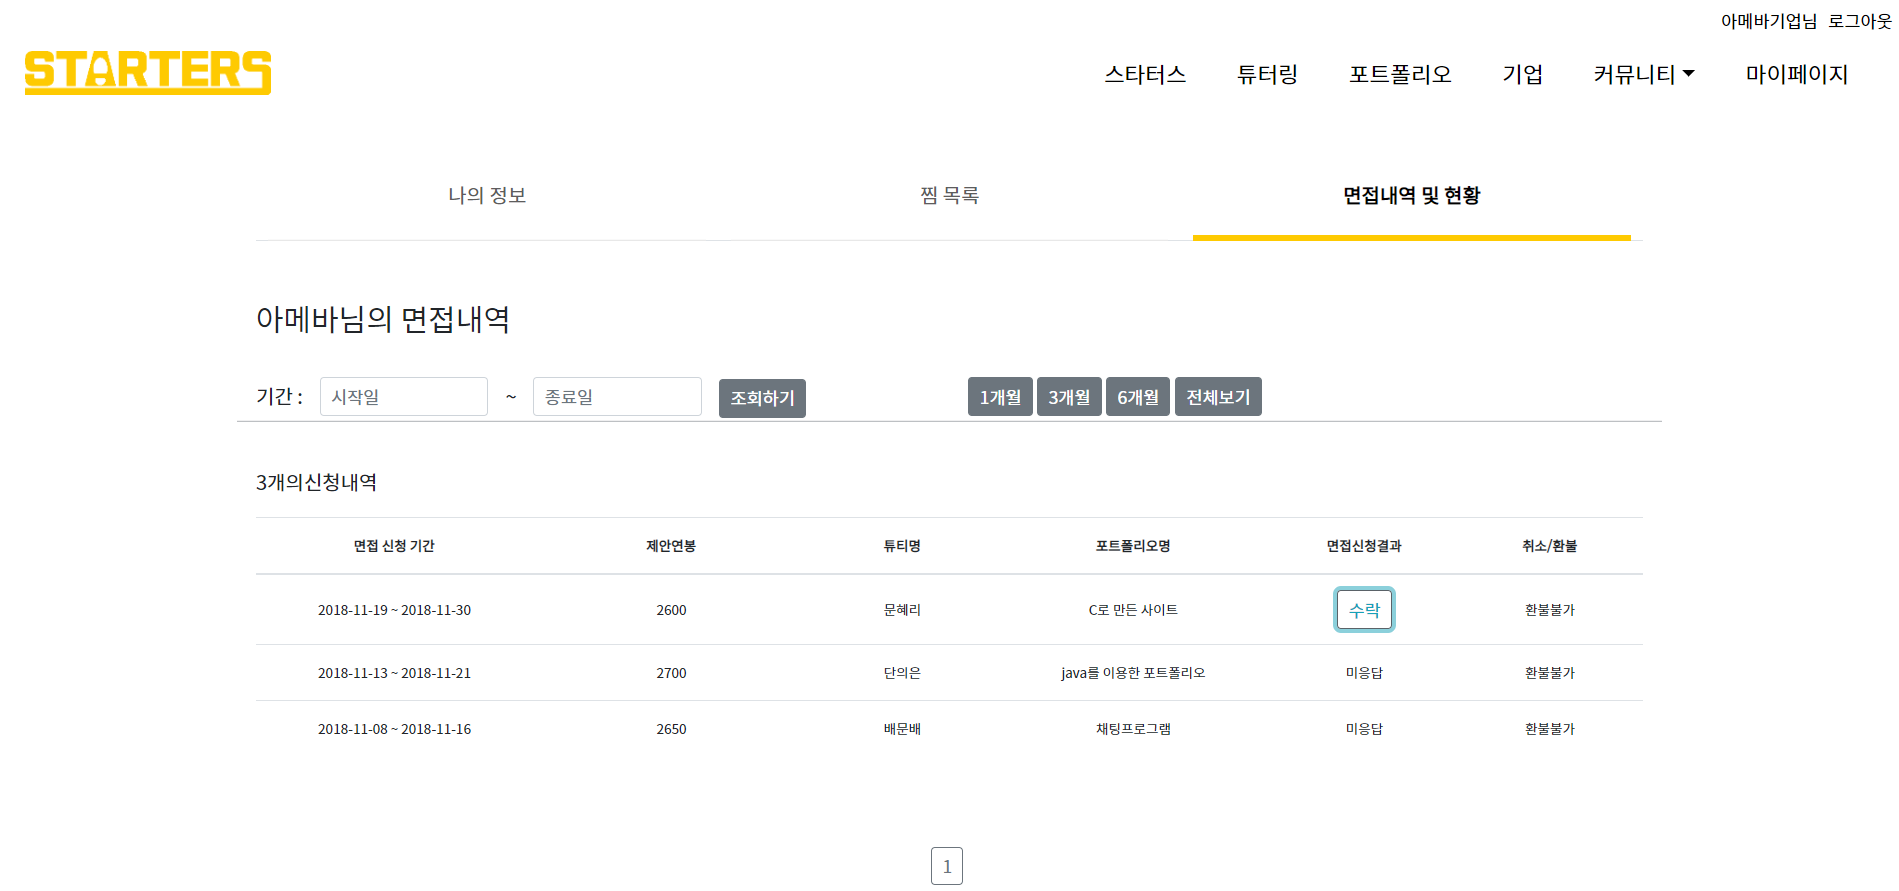 아메바기업님 로그아웃
STARTERS
스타터스 튜터링 포트폴리오 기업 커뮤니티 마이페이지
나의 정보 찜 목록 면접내역 및 현황
아메바님의 면접내역
기간 : 시작일 ~ 종료일 조회하기 1개월 3개월 6개월 전체보기
3개의신청내역
면접 신청 기간 제안연봉 튜티명 포트폴리오명 면접신청결과 취소/환불
2018-11-19 ~ 2018-11-30 2600 문혜리 C로 만든 사이트 수락 환불불가
2018-11-13 ~ 2018-11-21 2700 단의은 java를 이용한 포트폴리오 미응답 환불불가
2018-11-08 ~ 2018-11-16 2650 배문배 채팅프로그램 미응답 환불불가
1